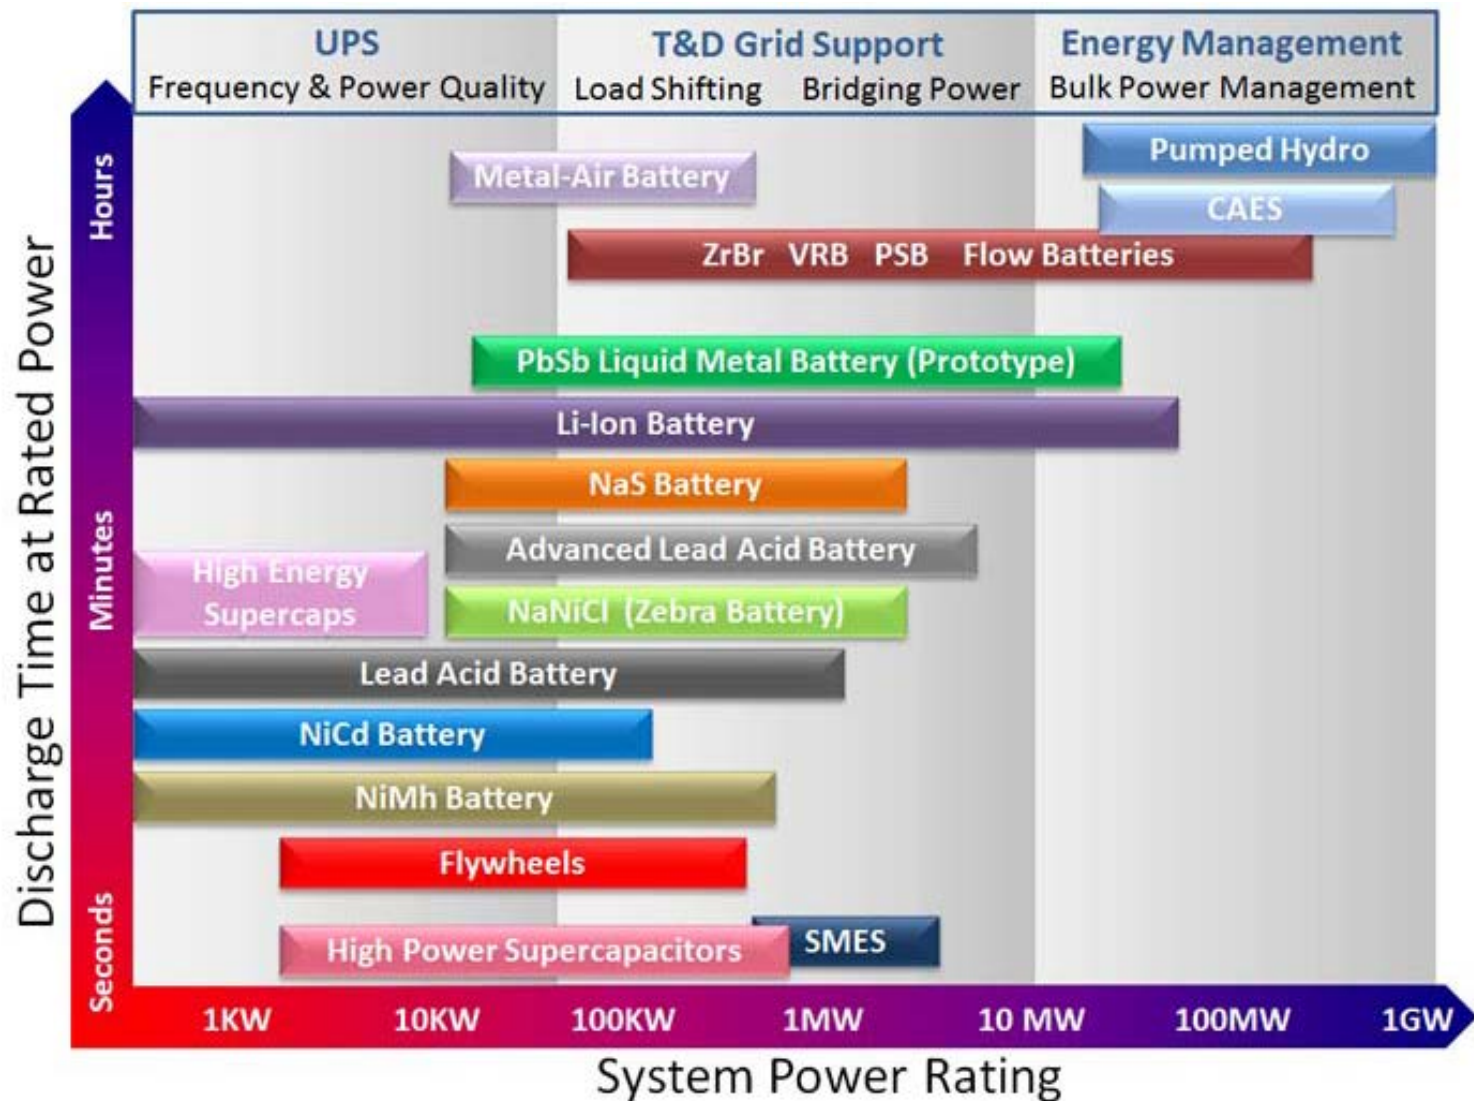 UPS
Frequency & Power Quality
T&D Grid Support
Load Shifting Bridging Power
Energy Management
Bulk Power Management
Discharge Time at Rated Power
Hours
Minutes
Seconds
Pumped Hydro
Metal-Air Battery
CAES
ZrBr VRB PSB Flow Batteries
PbSb Liquid Metal Battery (Prototype)
Li-Ion Battery
NaS Battery
Advanced Lead Acid Battery
High Energy
Supercaps
NaNiCl (Zebra Battery)
Lead Acid Battery
NiCd Battery
NiMh Battery
Flywheels
High Power Supercapacitors
SMES
1KW 10KW 100KW 1MW 10 MW 100MW 1GW
System Power Rating